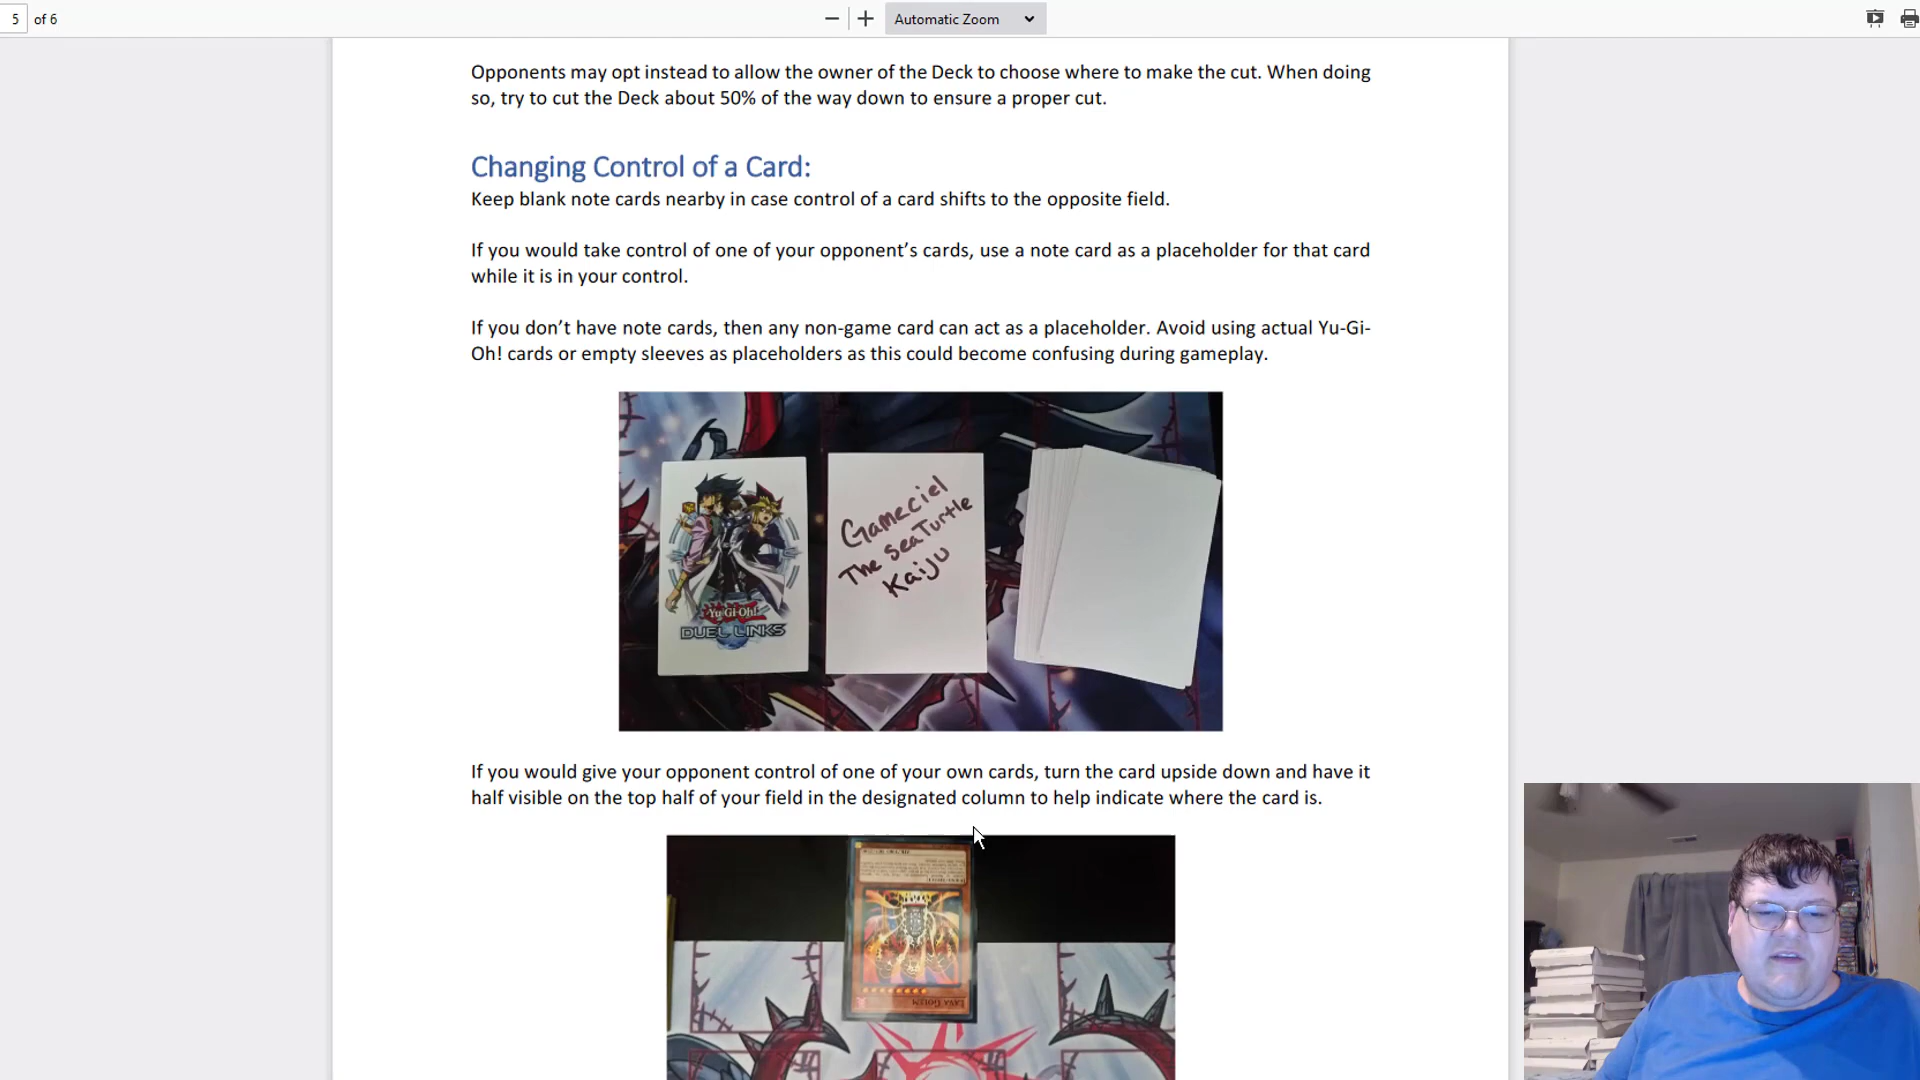 5 of 6
Automatic Zoom
Opponents may opt instead to allow the owner of the Deck to choose where to make the cut. When doing
so, try to cut the Deck about 50% of the way down to ensure a proper cut.
Changing Control of a Card:
Keep blank note cards nearby in case control of a card shifts to the opposite field.
If you would take control of one of your opponent’s cards, use a note card as a placeholder for that card
while it is in your control.
If you don’t have note cards, then any non-game card can act as a placeholder. Avoid using actual Yu-Gi-
Oh! cards or empty sleeves as placeholders as this could become confusing during gameplay.
Yu-Gi-Oh!
DUEL LINKS
Gameciel
The Sea Turtle
Kaiju
If you would give your opponent control of one of your own cards, turn the card upside down and have it
half visible on the top half of your field in the designated column to help indicate where the card is.
LAVA GOLEM